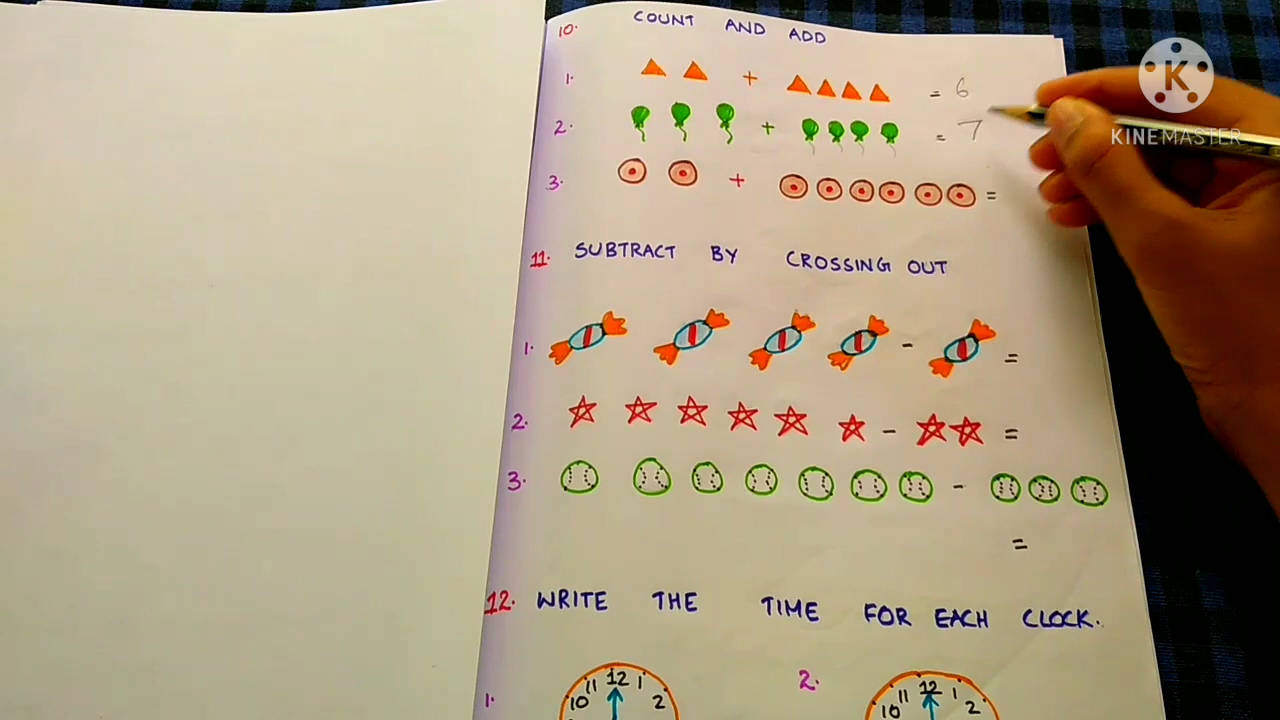 10. COUNT AND ADD
1. + = 6
2. + = 7
3. + =
11. SUBTRACT BY CROSSING OUT
1. - =
2. - =
3. -
=
12. WRITE THE TIME FOR EACH CLOCK.
1. 10 11 12 1 2
2. 10 11 12 1 2
K
KINEMASTER